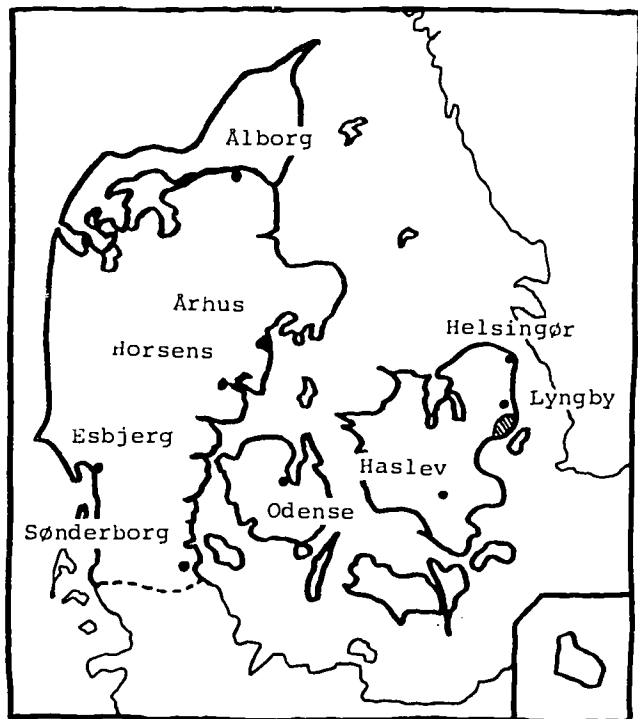 Ålborg
Århus
Helsingør
Horsens
Lyngby
Esbjerg
Haslev
Odense
Sønderborg